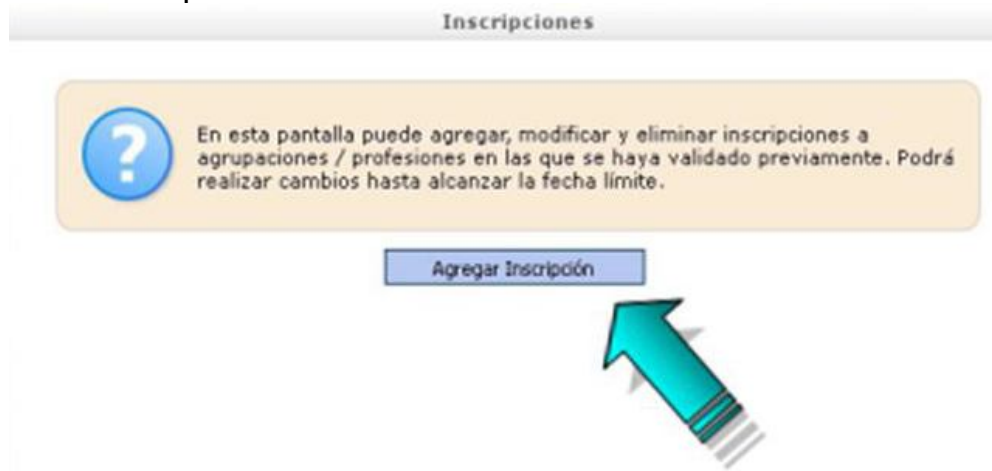 Inscripciones
?
En esta pantalla puede agregar, modificar y eliminar inscripciones a
agrupaciones / profesiones en las que se haya validado previamente. Podrá
realizar cambios hasta alcanzar la fecha límite.
Agregar Inscripción